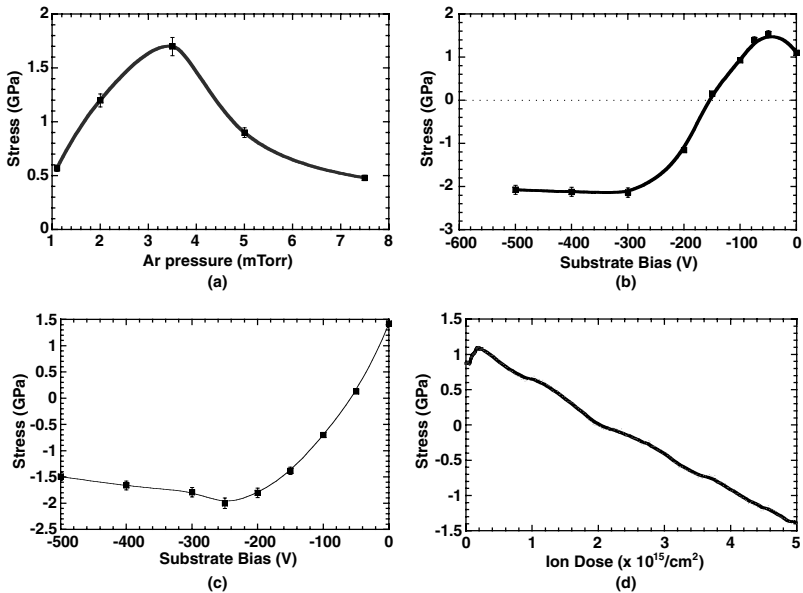 2
1.5
1
0.5
0
Stress (GPa)
1 2 3 4 5 6 7 8
Ar pressure (mTorr)
(a)
2
1
0
-1
-2
-3
Stress (GPa)
-600 -500 -400 -300 -200 -100 0
Substrate Bias (V)
(b)
1.5
1
0.5
0
-0.5
-1
-1.5
-2
-2.5
Stress (GPa)
-500 -400 -300 -200 -100 0
Substrate Bias (V)
(c)
1.5
1
0.5
0
-0.5
-1
-1.5
Stress (GPa)
0 1 2 3 4 5
Ion Dose (x 10¹⁵/cm²)
(d)